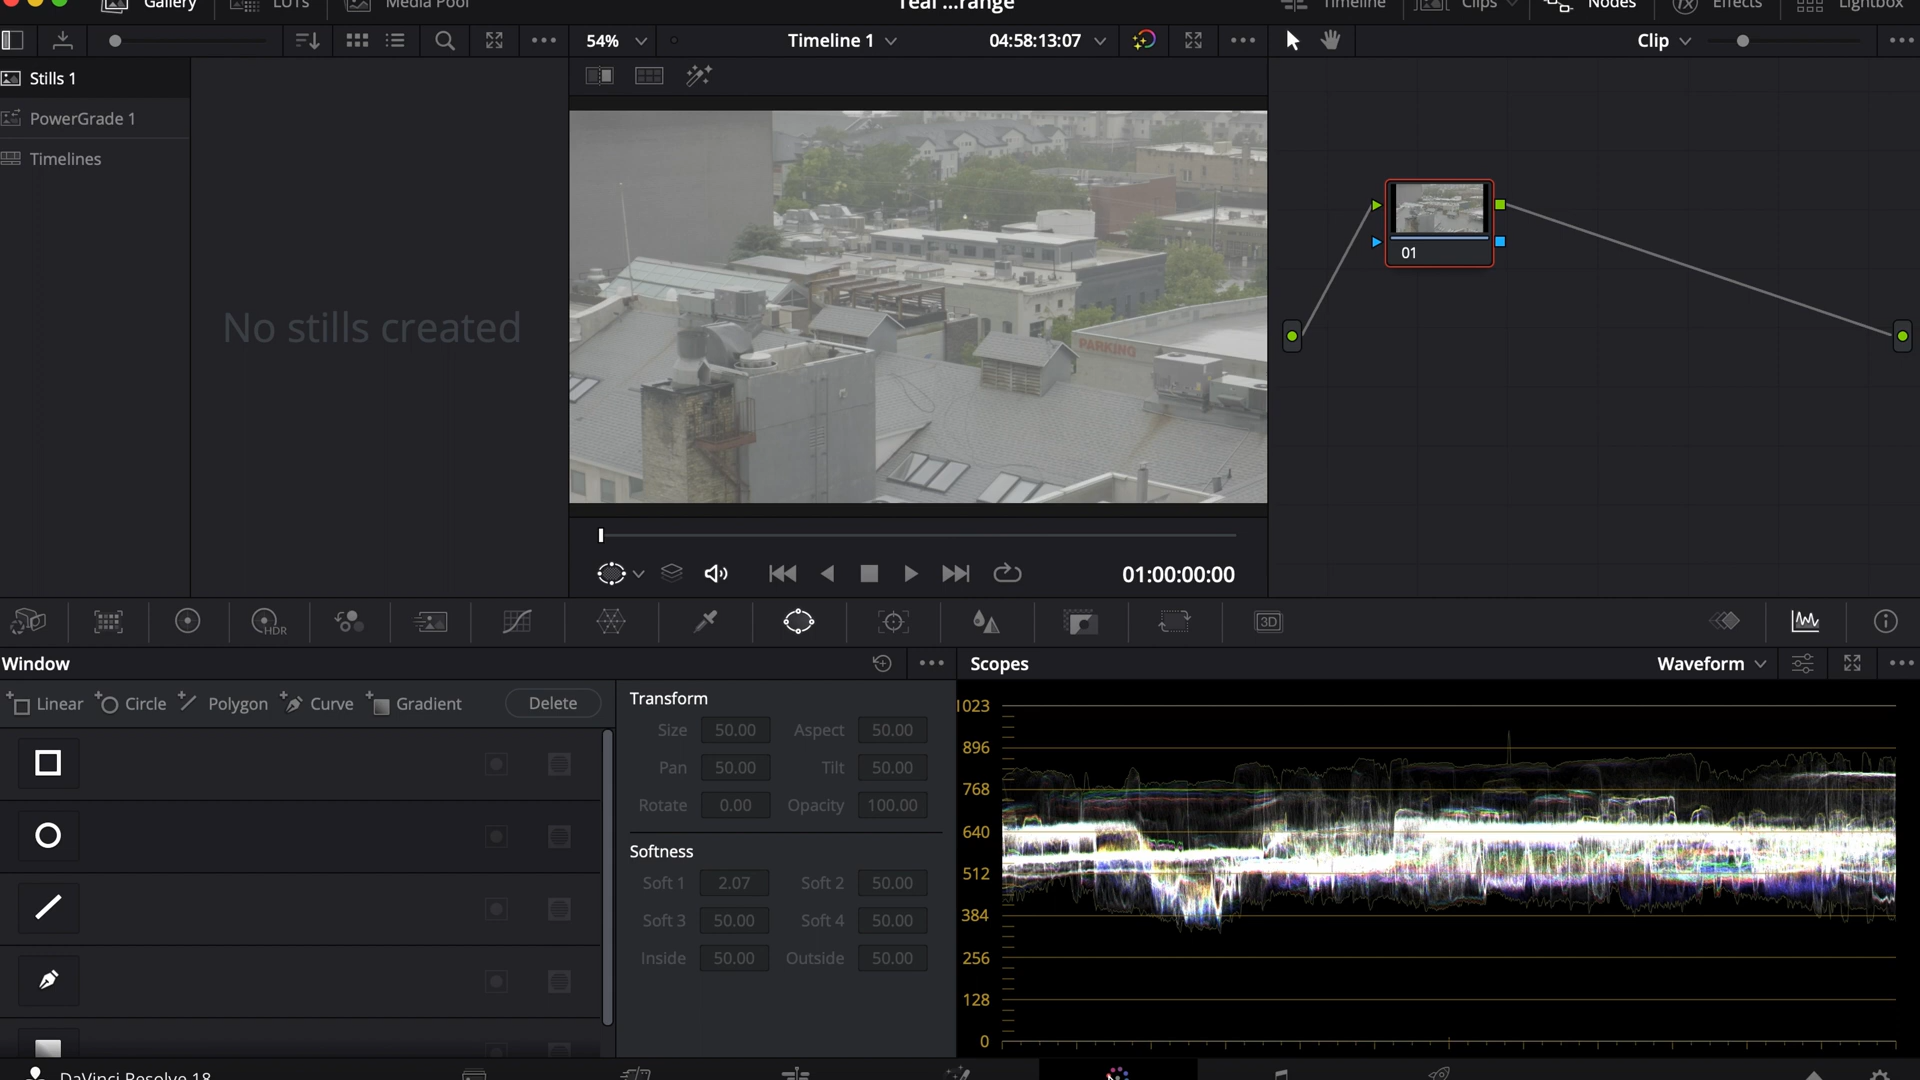 Gallery
LUTs
Media Pool
real ...range
Timeline
Clips
Nodes
Effects
Lightbox
54%
Timeline 1
04:58:13:07
Clip
Stills 1
PowerGrade 1
Timelines
No stills created
PARKING
01
01:00:00:00
HDR
3D
Window
Scopes
Waveform
Linear
Circle
Polygon
Curve
Gradient
Delete
Transform
Size 50.00 Aspect 50.00
Pan 50.00 Tilt 50.00
Rotate 0.00 Opacity 100.00
Softness
Soft 1 2.07 Soft 2 50.00
Soft 3 50.00 Soft 4 50.00
Inside 50.00 Outside 50.00
1023
896
768
640
512
384
256
128
0
DaVinci Resolve 18